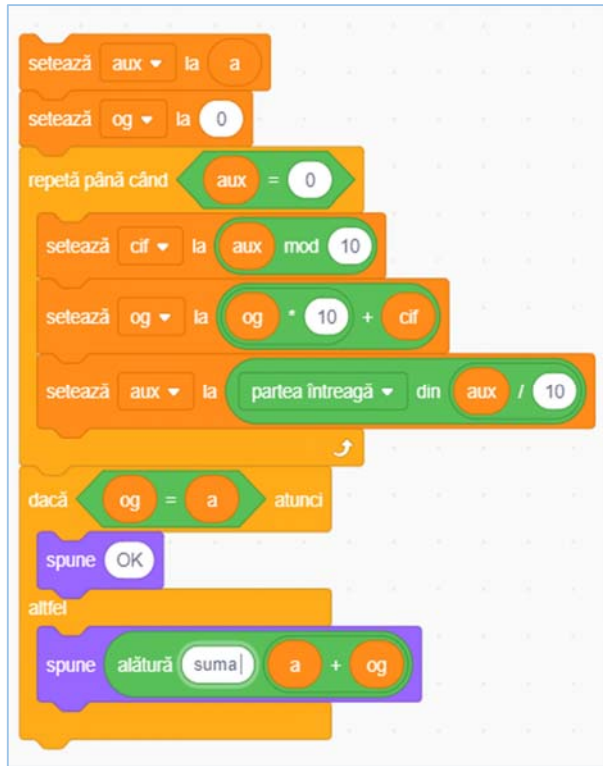 setează aux la a
setează og la 0
repetă până când aux = 0
setează cif la aux mod 10
setează og la og * 10 + cif
setează aux la partea întreagă din aux / 10
dacă og = a atunci
spune OK
altfel
spune alătură suma a + og